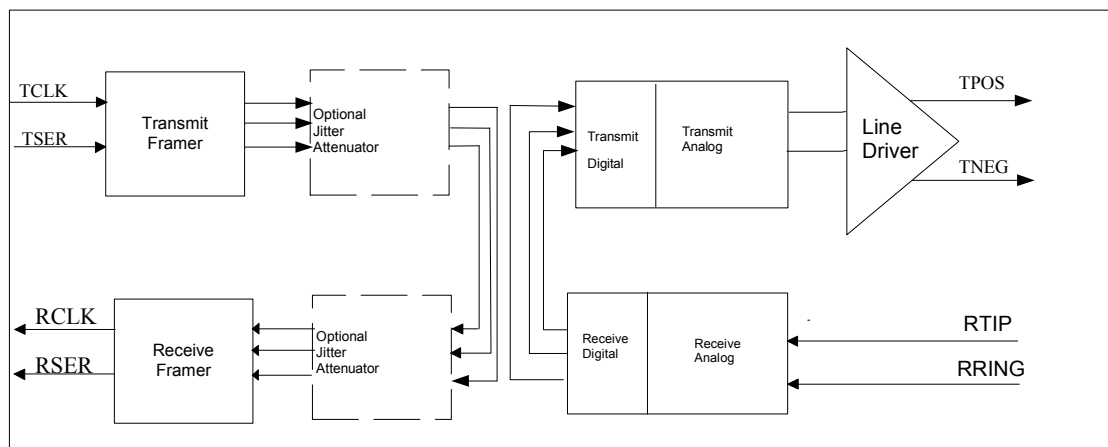 TCLK
TSER
Transmit
Framer
Optional
Jitter
Attenuator
Transmit
Digital
Transmit
Analog
Line
Driver
TPOS
TNEG
RCLK
RSER
Receive
Framer
Optional
Jitter
Attenuator
Receive
Digital
Receive
Analog
RTIP
RRING